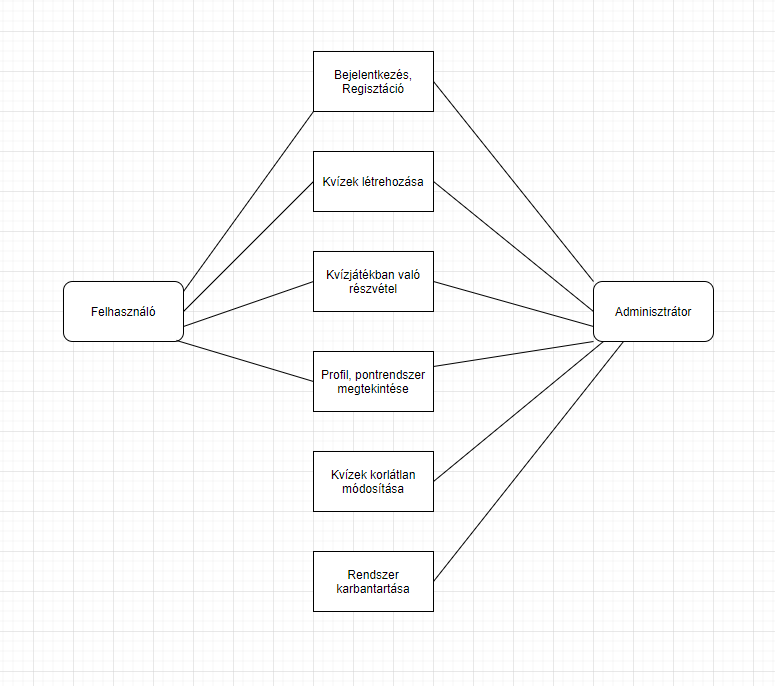 Bejelentkezés,
Regisztáció
Kvízek létrehozása
Kvízjátékban való
részvétel
Felhasználó
Adminisztrátor
Profil, pontrendszer
megtekintése
Kvízek korlátlan
módosítása
Rendszer
karbantartása